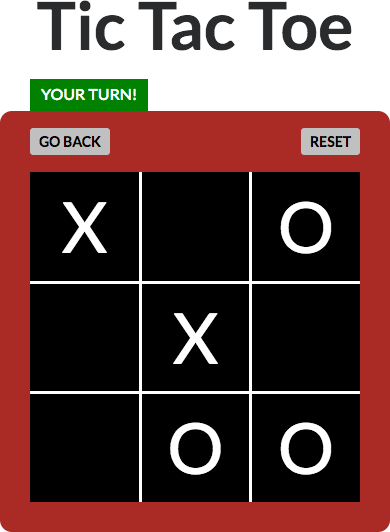 Tic Tac Toe
YOUR TURN!
GO BACK RESET
X O
X
O O